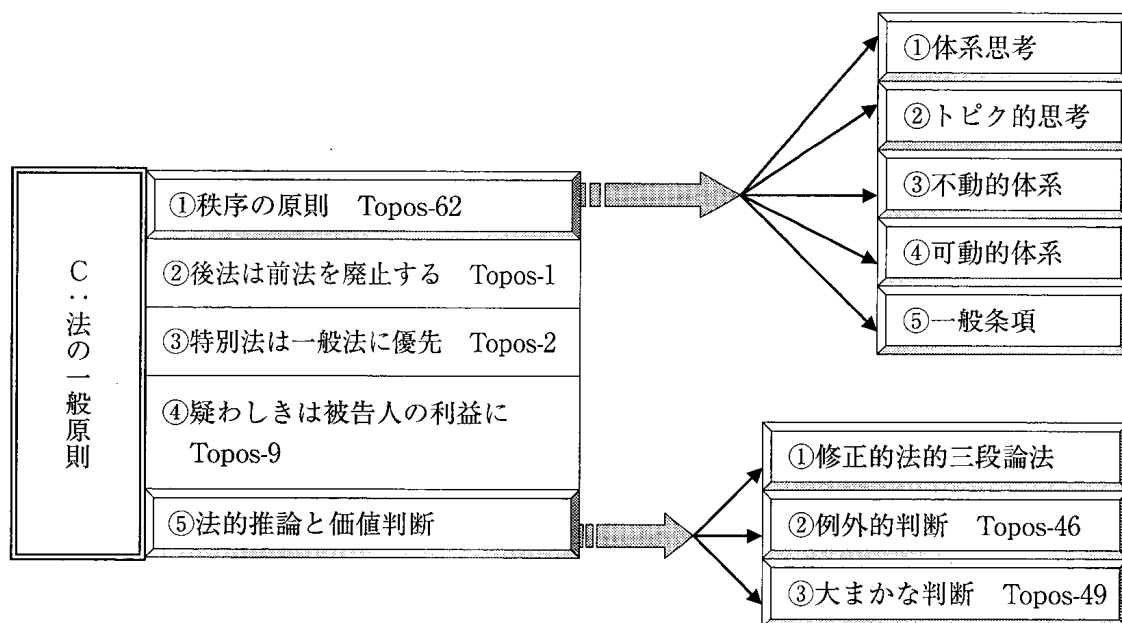 C：法の一般原則
①秩序の原則　Topos-62
②後法は前法を廃止する　Topos-1
③特別法は一般法に優先　Topos-2
④疑わしきは被告人の利益に
Topos-9
⑤法的推論と価値判断
①体系思考
②トピク的思考
③不動的体系
④可動的体系
⑤一般条項
①修正的法的三段論法
②例外的判断　Topos-46
③大まかな判断　Topos-49